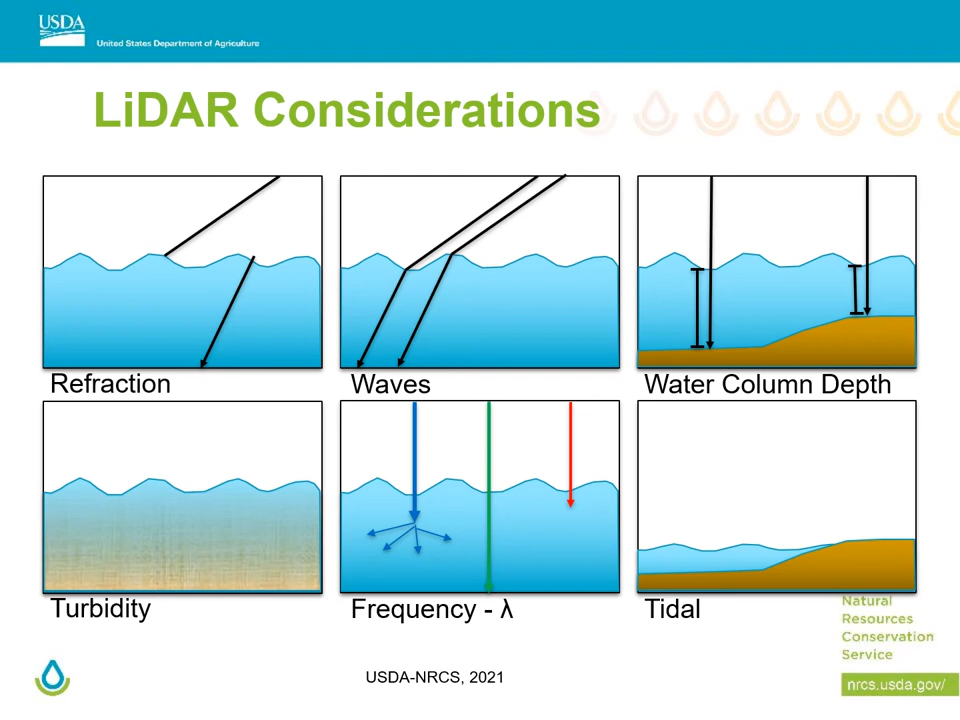 USDA
United States Department of Agriculture
LiDAR Considerations
Refraction
Waves
Water Column Depth
Turbidity
Frequency - λ
Tidal
Natural
Resources
Conservation
Service
nrcs.usda.gov/
USDA-NRCS, 2021